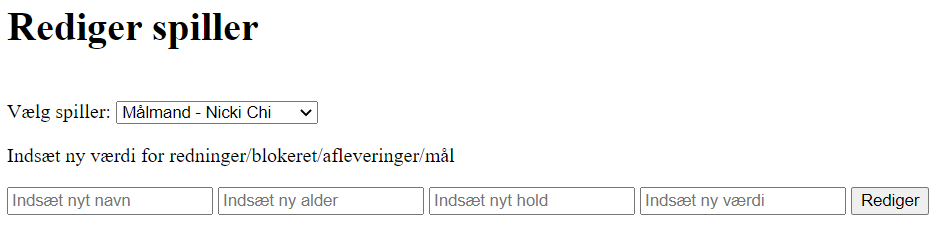 Rediger spiller
Vælg spiller: Målmand - Nicki Chi
Indsæt ny værdi for redninger/blokeret/afleveringer/mål
Indsæt nyt navn Indsæt ny alder Indsæt nyt hold Indsæt ny værdi Rediger